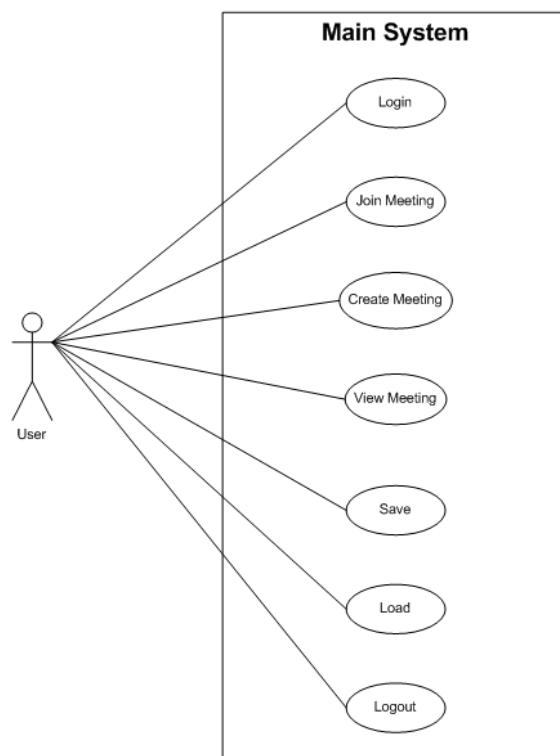 Main System
Login
Join Meeting
Create Meeting
View Meeting
User
Save
Load
Logout